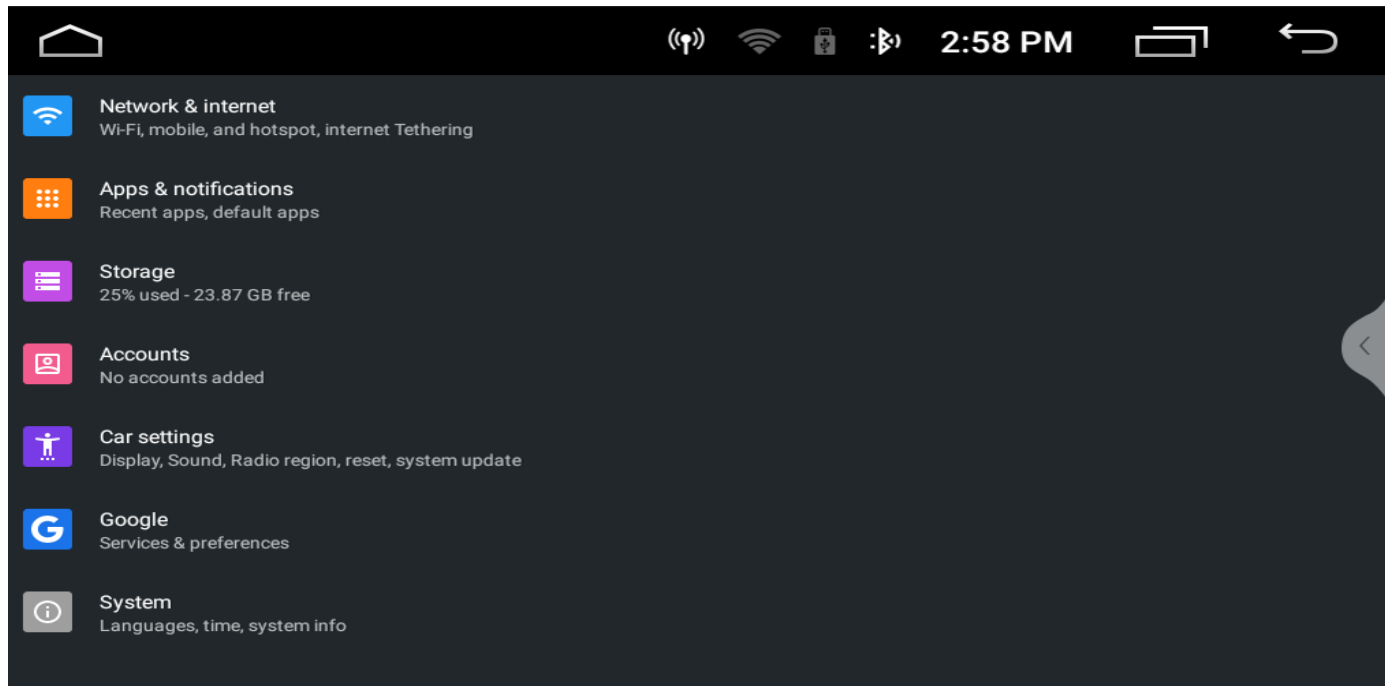 2:58 PM
Network & internet
Wi-Fi, mobile, and hotspot, internet Tethering
Apps & notifications
Recent apps, default apps
Storage
25% used - 23.87 GB free
Accounts
No accounts added
Car settings
Display, Sound, Radio region, reset, system update
Google
Services & preferences
System
Languages, time, system info